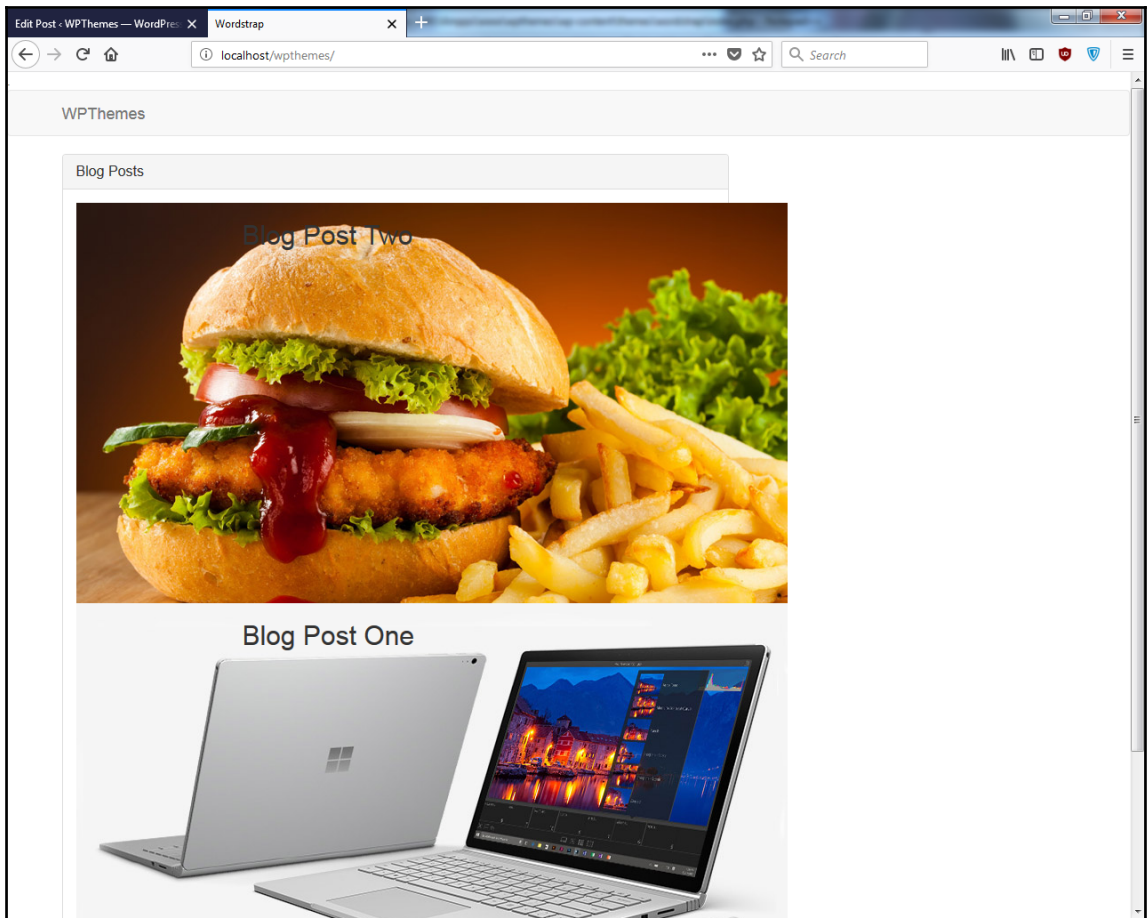 Edit Post ‹ WPThemes — WordPres
Wordstrap
localhost/wpthemes/
Search
WPThemes
Blog Posts
Blog Post Two
Blog Post One